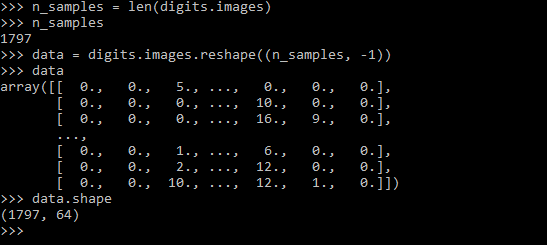 >>> n_samples = len(digits.images)
>>> n_samples
1797
>>> data = digits.images.reshape((n_samples, -1))
>>> data
array([[  0.,   0.,   5., ...,   0.,   0.,   0.],
       [  0.,   0.,   0., ...,  10.,   0.,   0.],
       [  0.,   0.,   0., ...,  16.,   9.,   0.],
       ...,
       [  0.,   0.,   1., ...,   6.,   0.,   0.],
       [  0.,   0.,   2., ...,  12.,   0.,   0.],
       [  0.,   0.,  10., ...,  12.,   1.,   0.]])
>>> data.shape
(1797, 64)
>>>